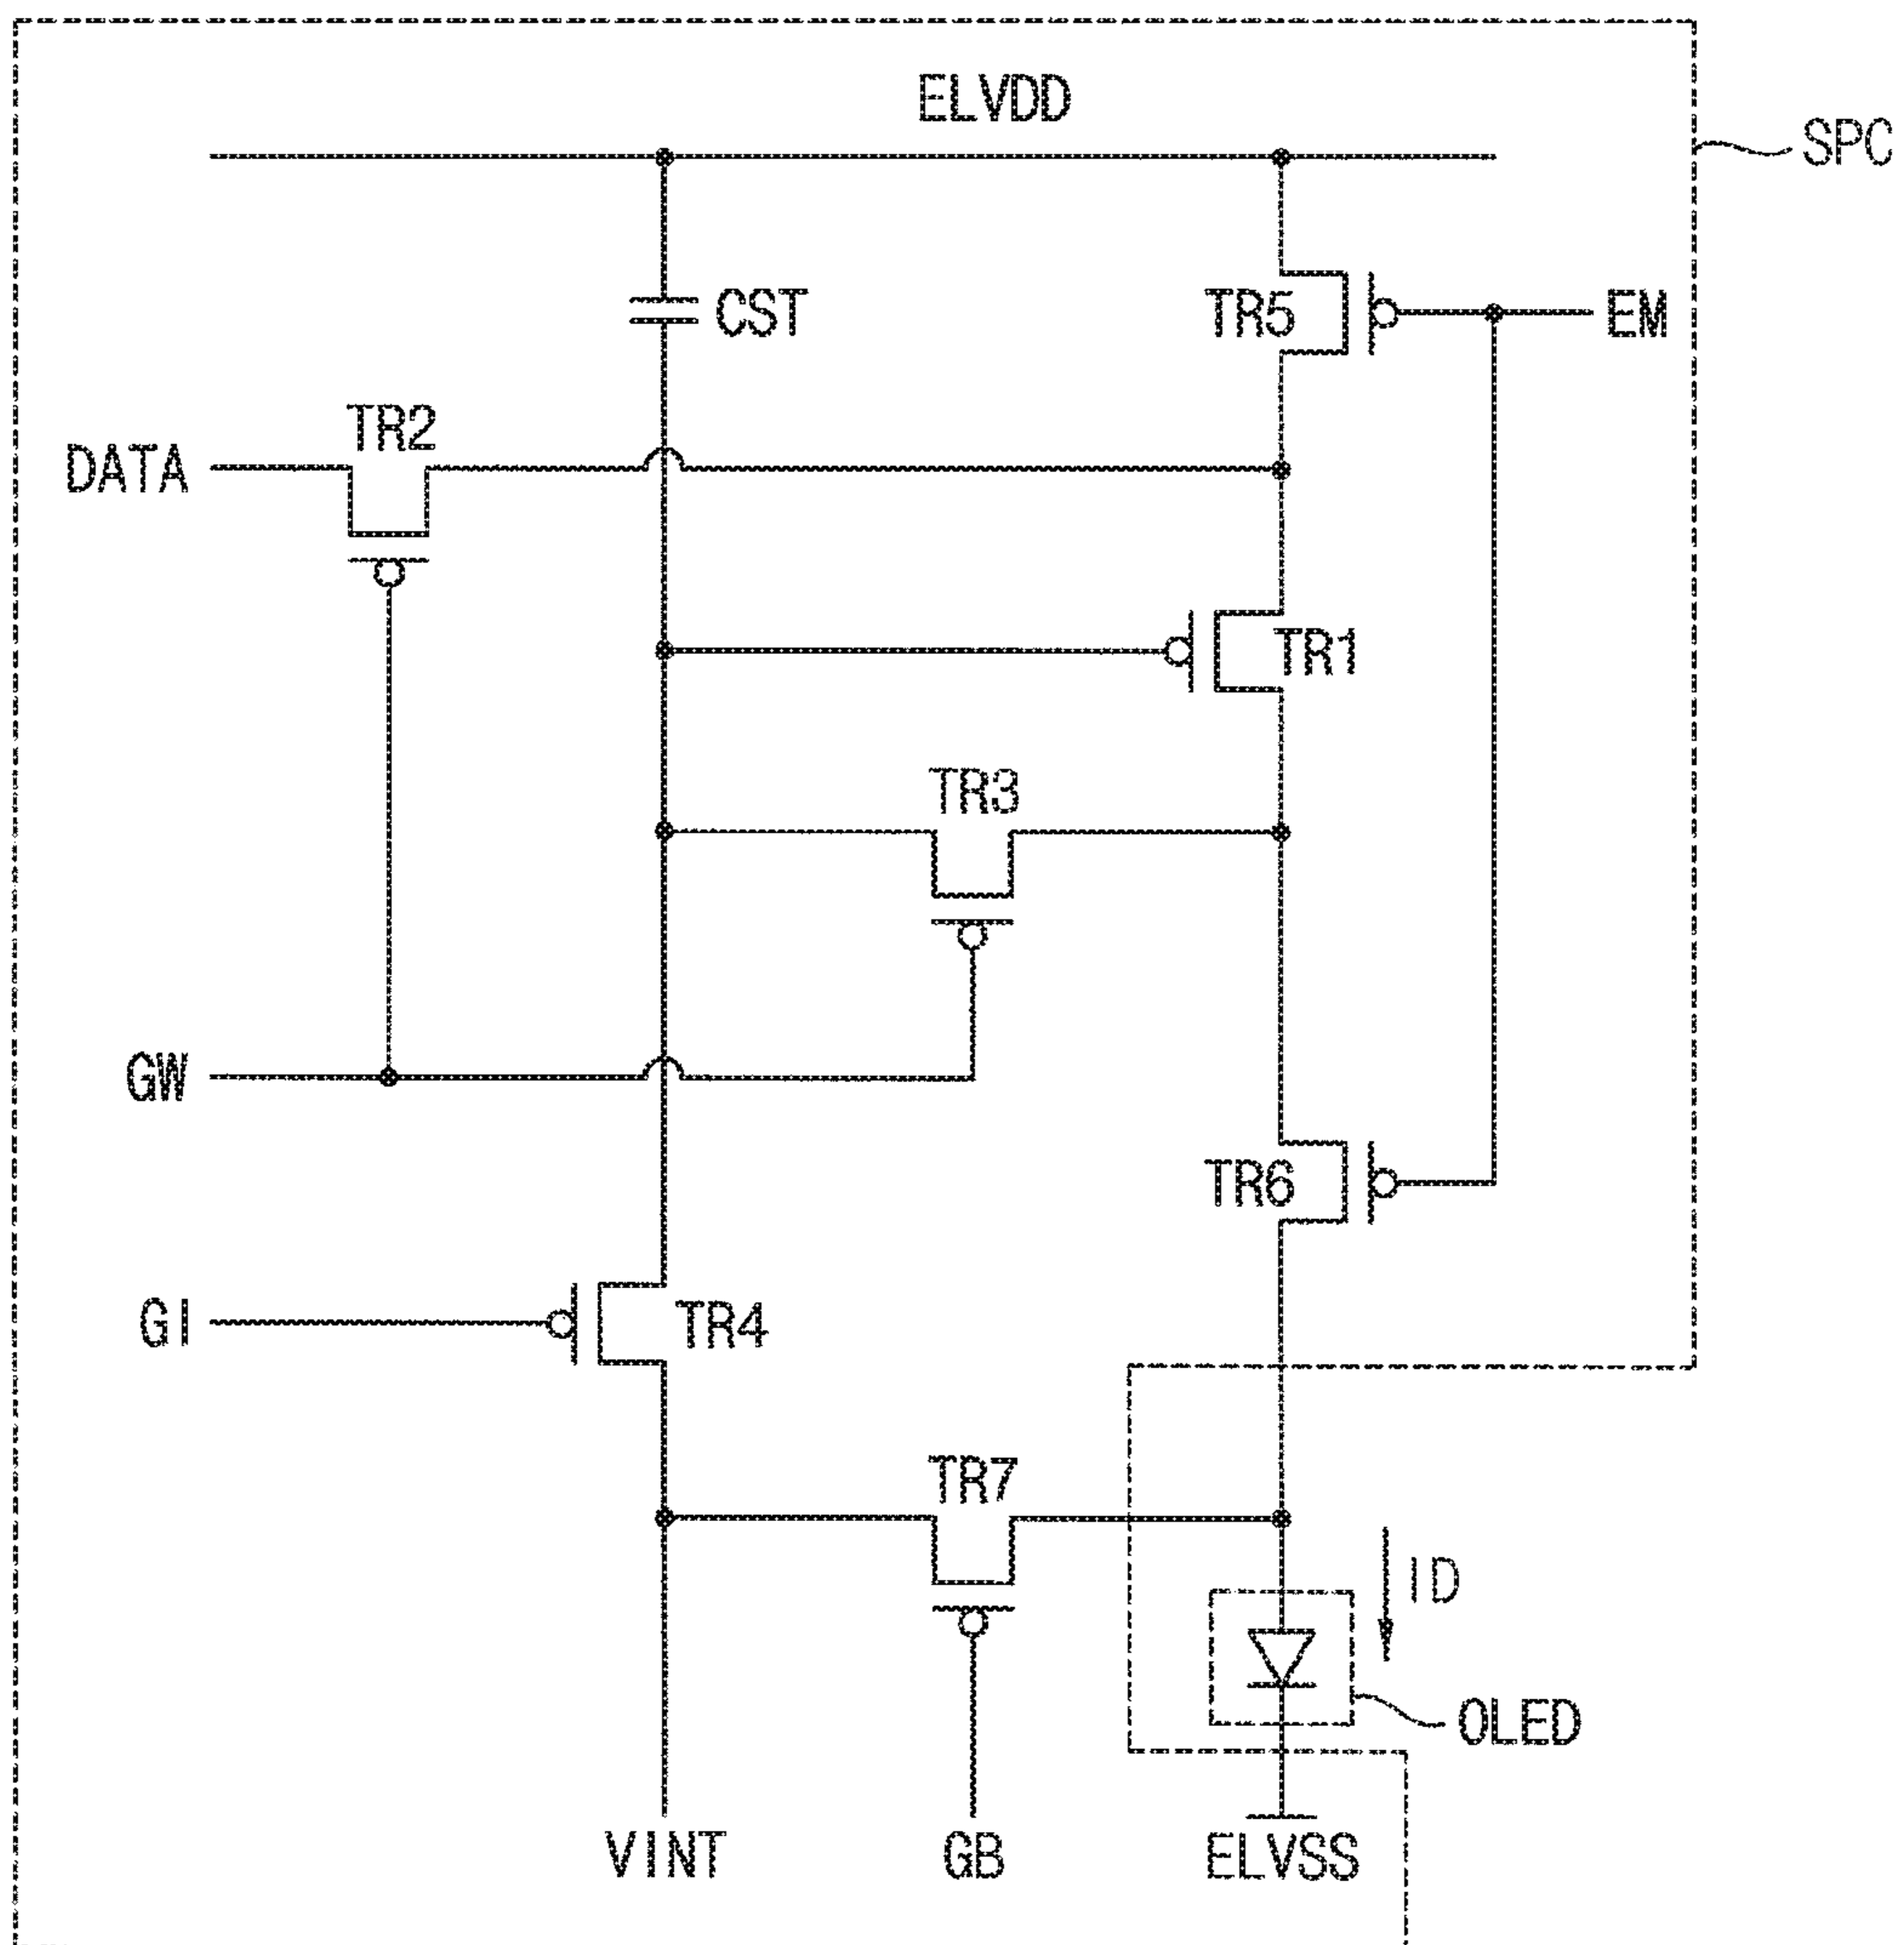 ELVDD
SPC
CST
TR5
EM
TR2
DATA
TR1
TR3
GW
TR6
GI
TR4
TR7
ID
OLED
VINT
GB
ELVSS